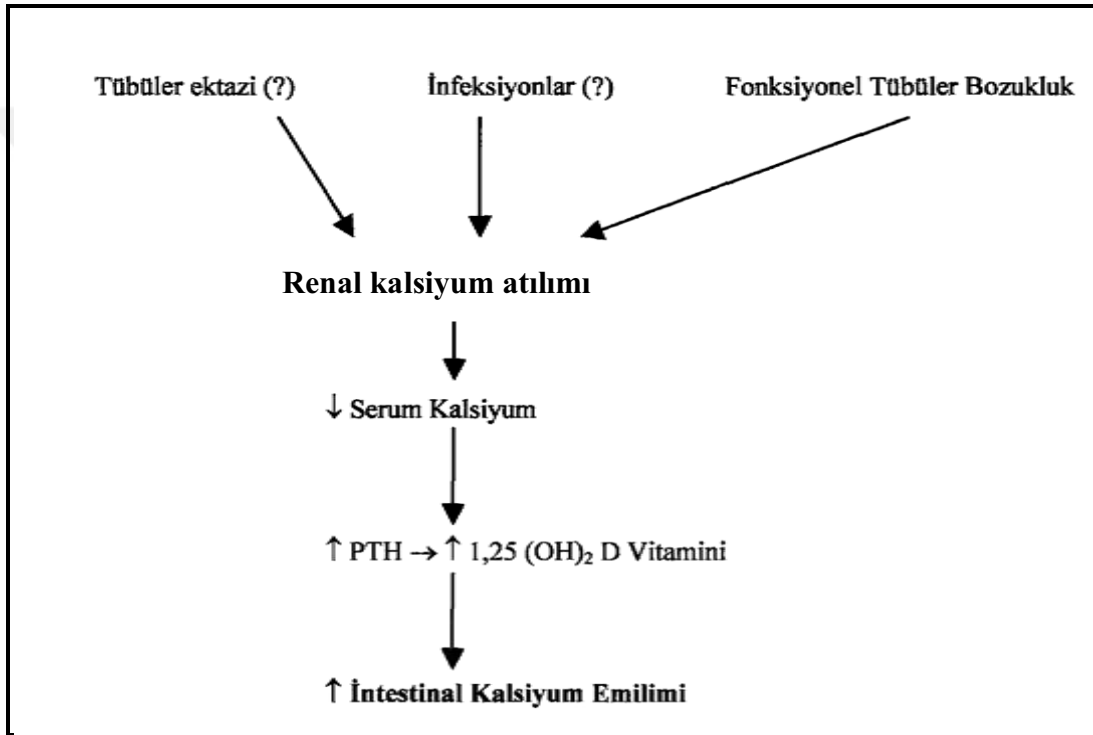 Tübüler ektazi (?) İnfeksiyonlar (?) Fonksiyonel Tübüler Bozukluk
Renal kalsiyum atılımı
↓ Serum Kalsiyum
↑ PTH → ↑ 1,25 (OH)₂ D Vitamini
↑ İntestinal Kalsiyum Emilimi